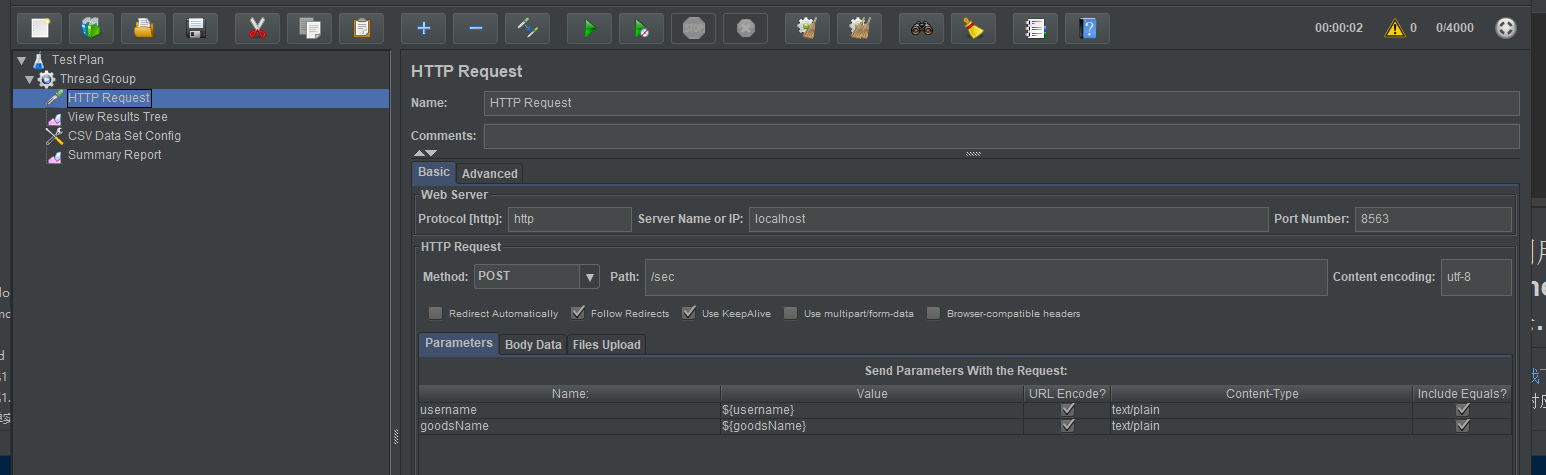 STOP
00:00:02 0 0/4000
Test Plan
Thread Group
HTTP Request
View Results Tree
CSV Data Set Config
Summary Report
HTTP Request
Name: HTTP Request
Comments:
Basic Advanced
Web Server
Protocol [http]: http Server Name or IP: localhost Port Number: 8563
HTTP Request
Method: POST Path: /sec Content encoding: utf-8
Redirect Automatically Follow Redirects Use KeepAlive Use multipart/form-data Browser-compatible headers
Parameters Body Data Files Upload
Send Parameters With the Request:
Name: Value URL Encode? Content-Type Include Equals?
username ${username} text/plain
goodsName ${goodsName} text/plain